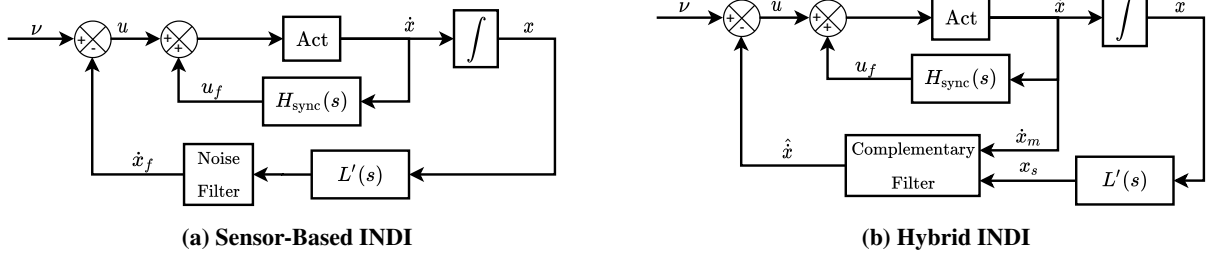 ν
+
-
u
+
+
Act
ẋ
∫
x
u_f
H_sync(s)
ẋ_f
Noise
Filter
L′(s)
(a) Sensor-Based INDI
ν
+
-
u
+
+
Act
ẋ
∫
x
u_f
H_sync(s)
ẋ_m
x̂̇
Complementary
Filter
x_s
L′(s)
(b) Hybrid INDI